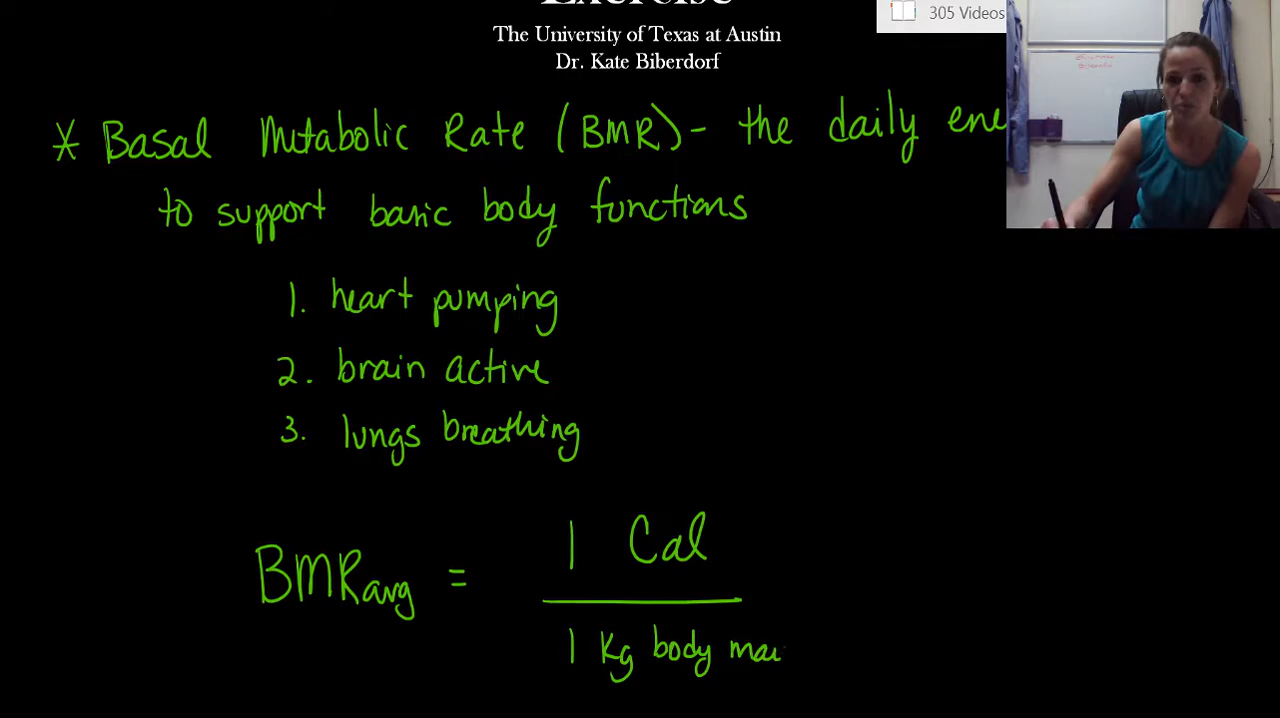 Exercise
305 Videos
The University of Texas at Austin
Dr. Kate Biberdorf
* Basal Metabolic Rate (BMR) - the daily ene
to support basic body functions
1. heart pumping
2. brain active
3. lungs breathing
BMRavg = 1 Cal
1 Kg body